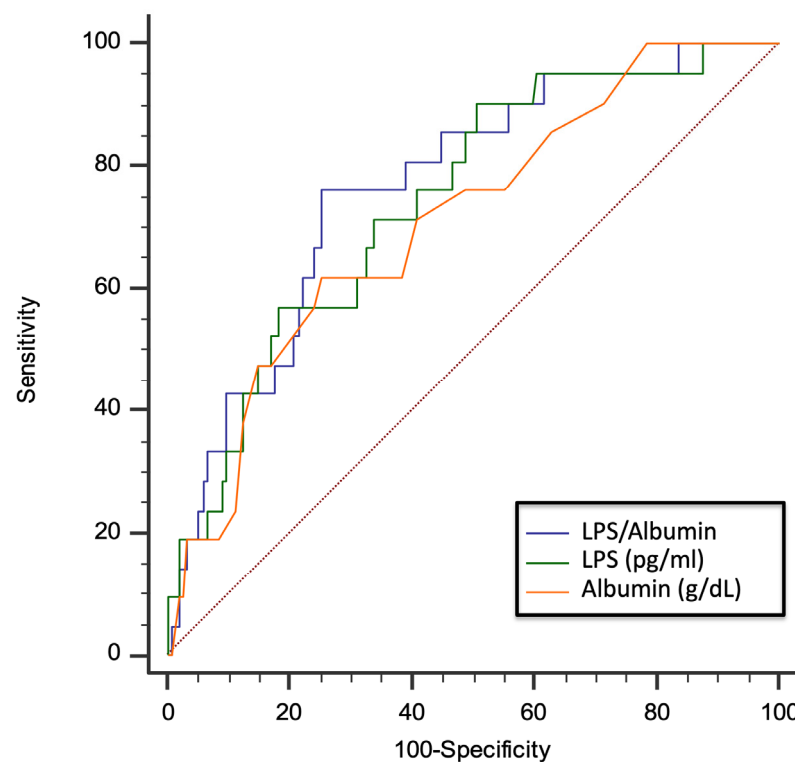 100
80
60
40
20
0
Sensitivity
0 20 40 60 80 100
100-Specificity
LPS/Albumin
LPS (pg/ml)
Albumin (g/dL)